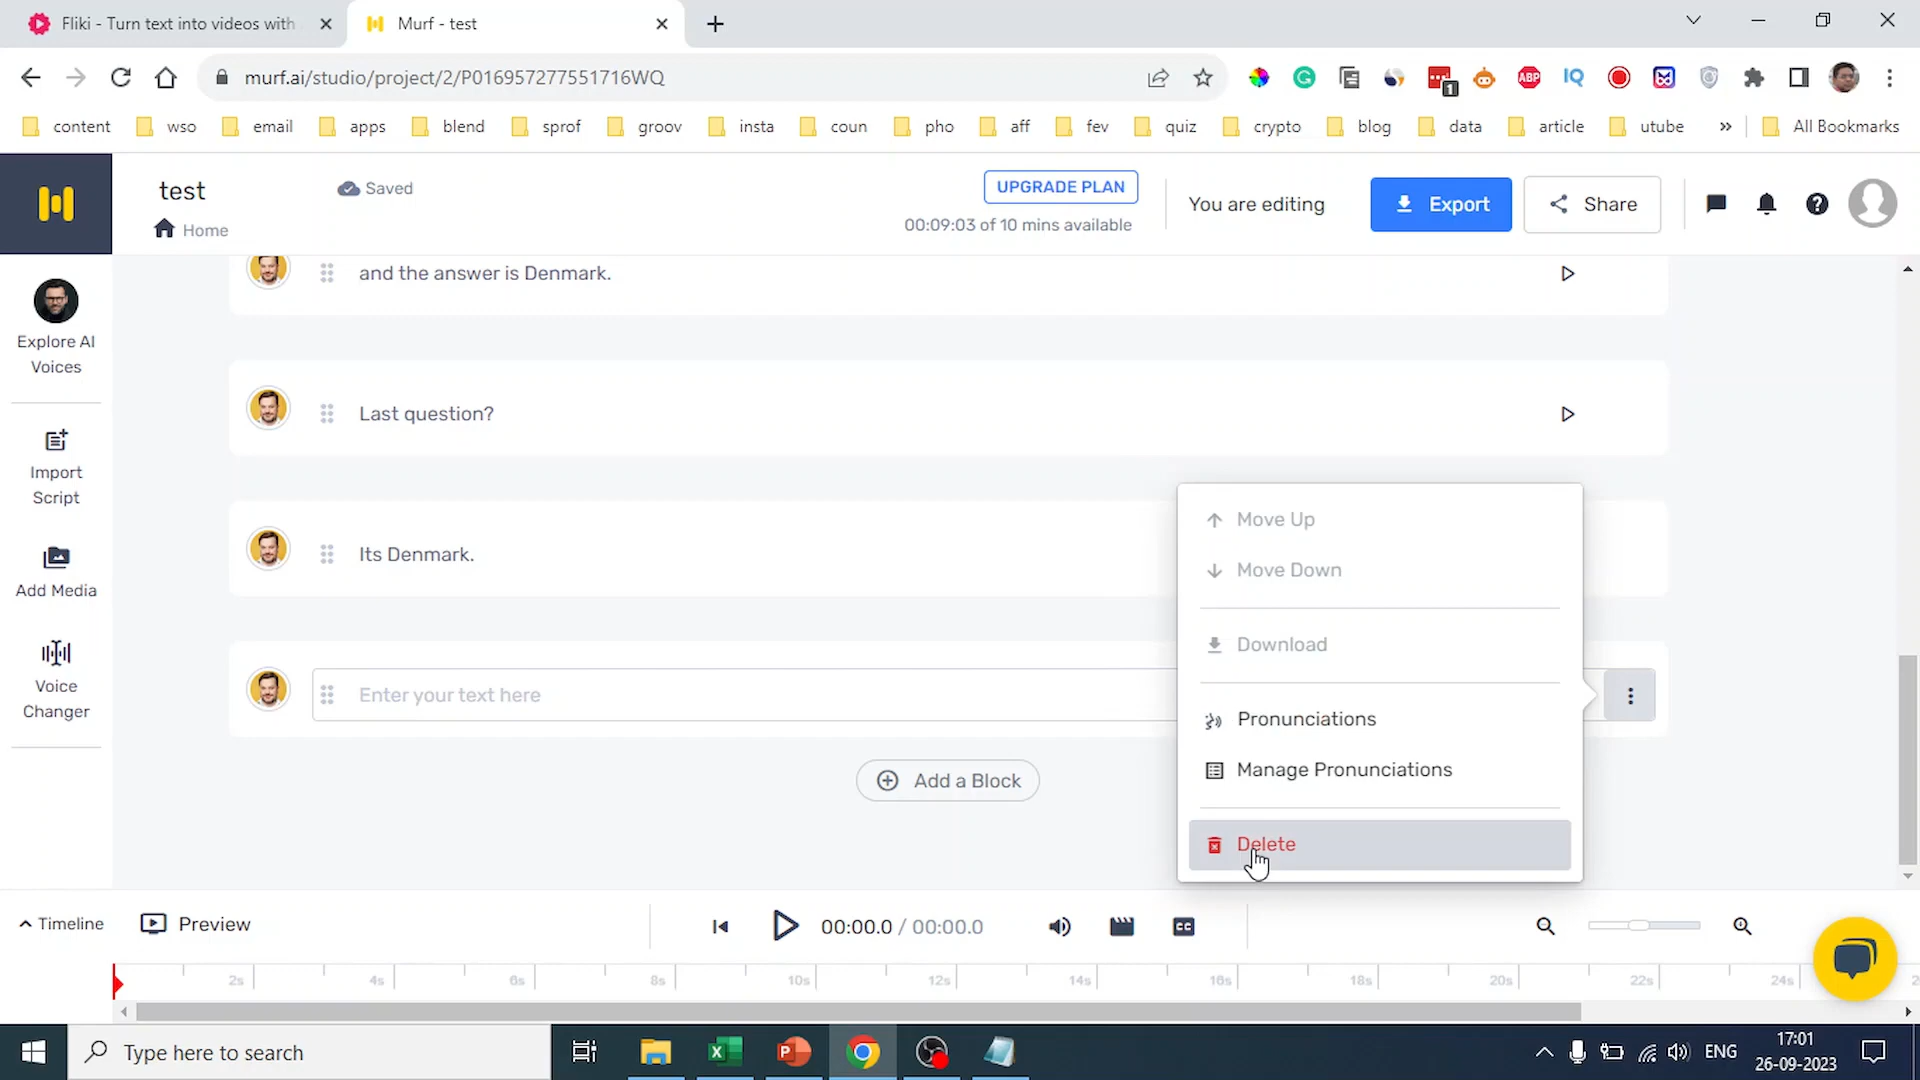 Fliki - Turn text into videos with
Murf - test
murf.ai/studio/project/2/P016957277551716WQ
1
ABP
IQ
content
wso
email
apps
blend
sprof
groov
insta
coun
pho
aff
fev
quiz
crypto
blog
data
article
utube
»
All Bookmarks
test
Saved
Home
UPGRADE PLAN
00:09:03 of 10 mins available
You are editing
Export
Share
Explore AI
Voices
Import
Script
Add Media
Voice
Changer
and the answer is Denmark.
Last question?
Its Denmark.
Enter your text here
Add a Block
Move Up
Move Down
Download
Pronunciations
Manage Pronunciations
Delete
Timeline
Preview
00:00.0 / 00:00.0
CC
2s
4s
6s
8s
10s
12s
14s
16s
18s
20s
22s
24s
Type here to search
ENG
17:01
26-09-2023